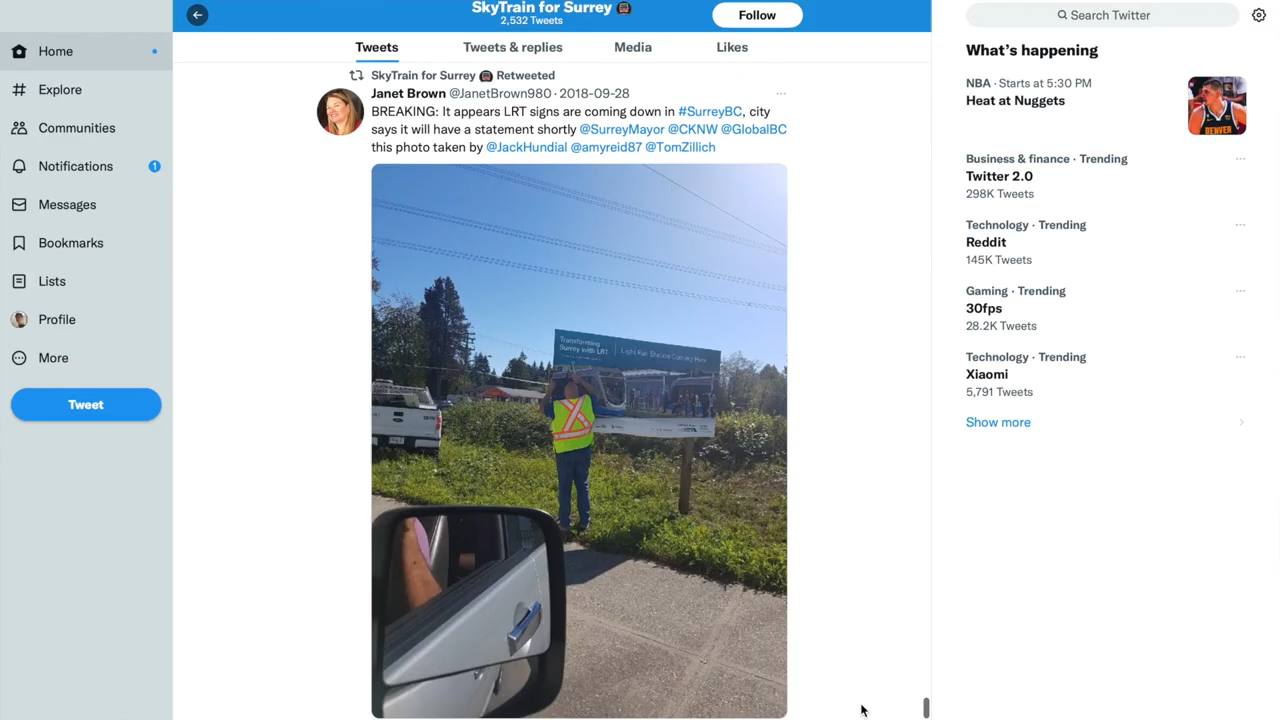 SkyTrain for Surrey
2,532 Tweets
Follow
Search Twitter
Home
Explore
Communities
Notifications 1
Messages
Bookmarks
Lists
Profile
More
Tweet
Tweets
Tweets & replies
Media
Likes
SkyTrain for Surrey Retweeted
Janet Brown @JanetBrown980 · 2018-09-28
BREAKING: It appears LRT signs are coming down in #SurreyBC, city
says it will have a statement shortly @SurreyMayor @CKNW @GlobalBC
this photo taken by @JackHundial @amyreid87 @TomZillich
Transforming
Surrey with LRT
Light Rail Station Coming Here
What's happening
NBA · Starts at 5:30 PM
Heat at Nuggets
DENVER
Business & finance · Trending
Twitter 2.0
298K Tweets
Technology · Trending
Reddit
145K Tweets
Gaming · Trending
30fps
28.2K Tweets
Technology · Trending
Xiaomi
5,791 Tweets
Show more